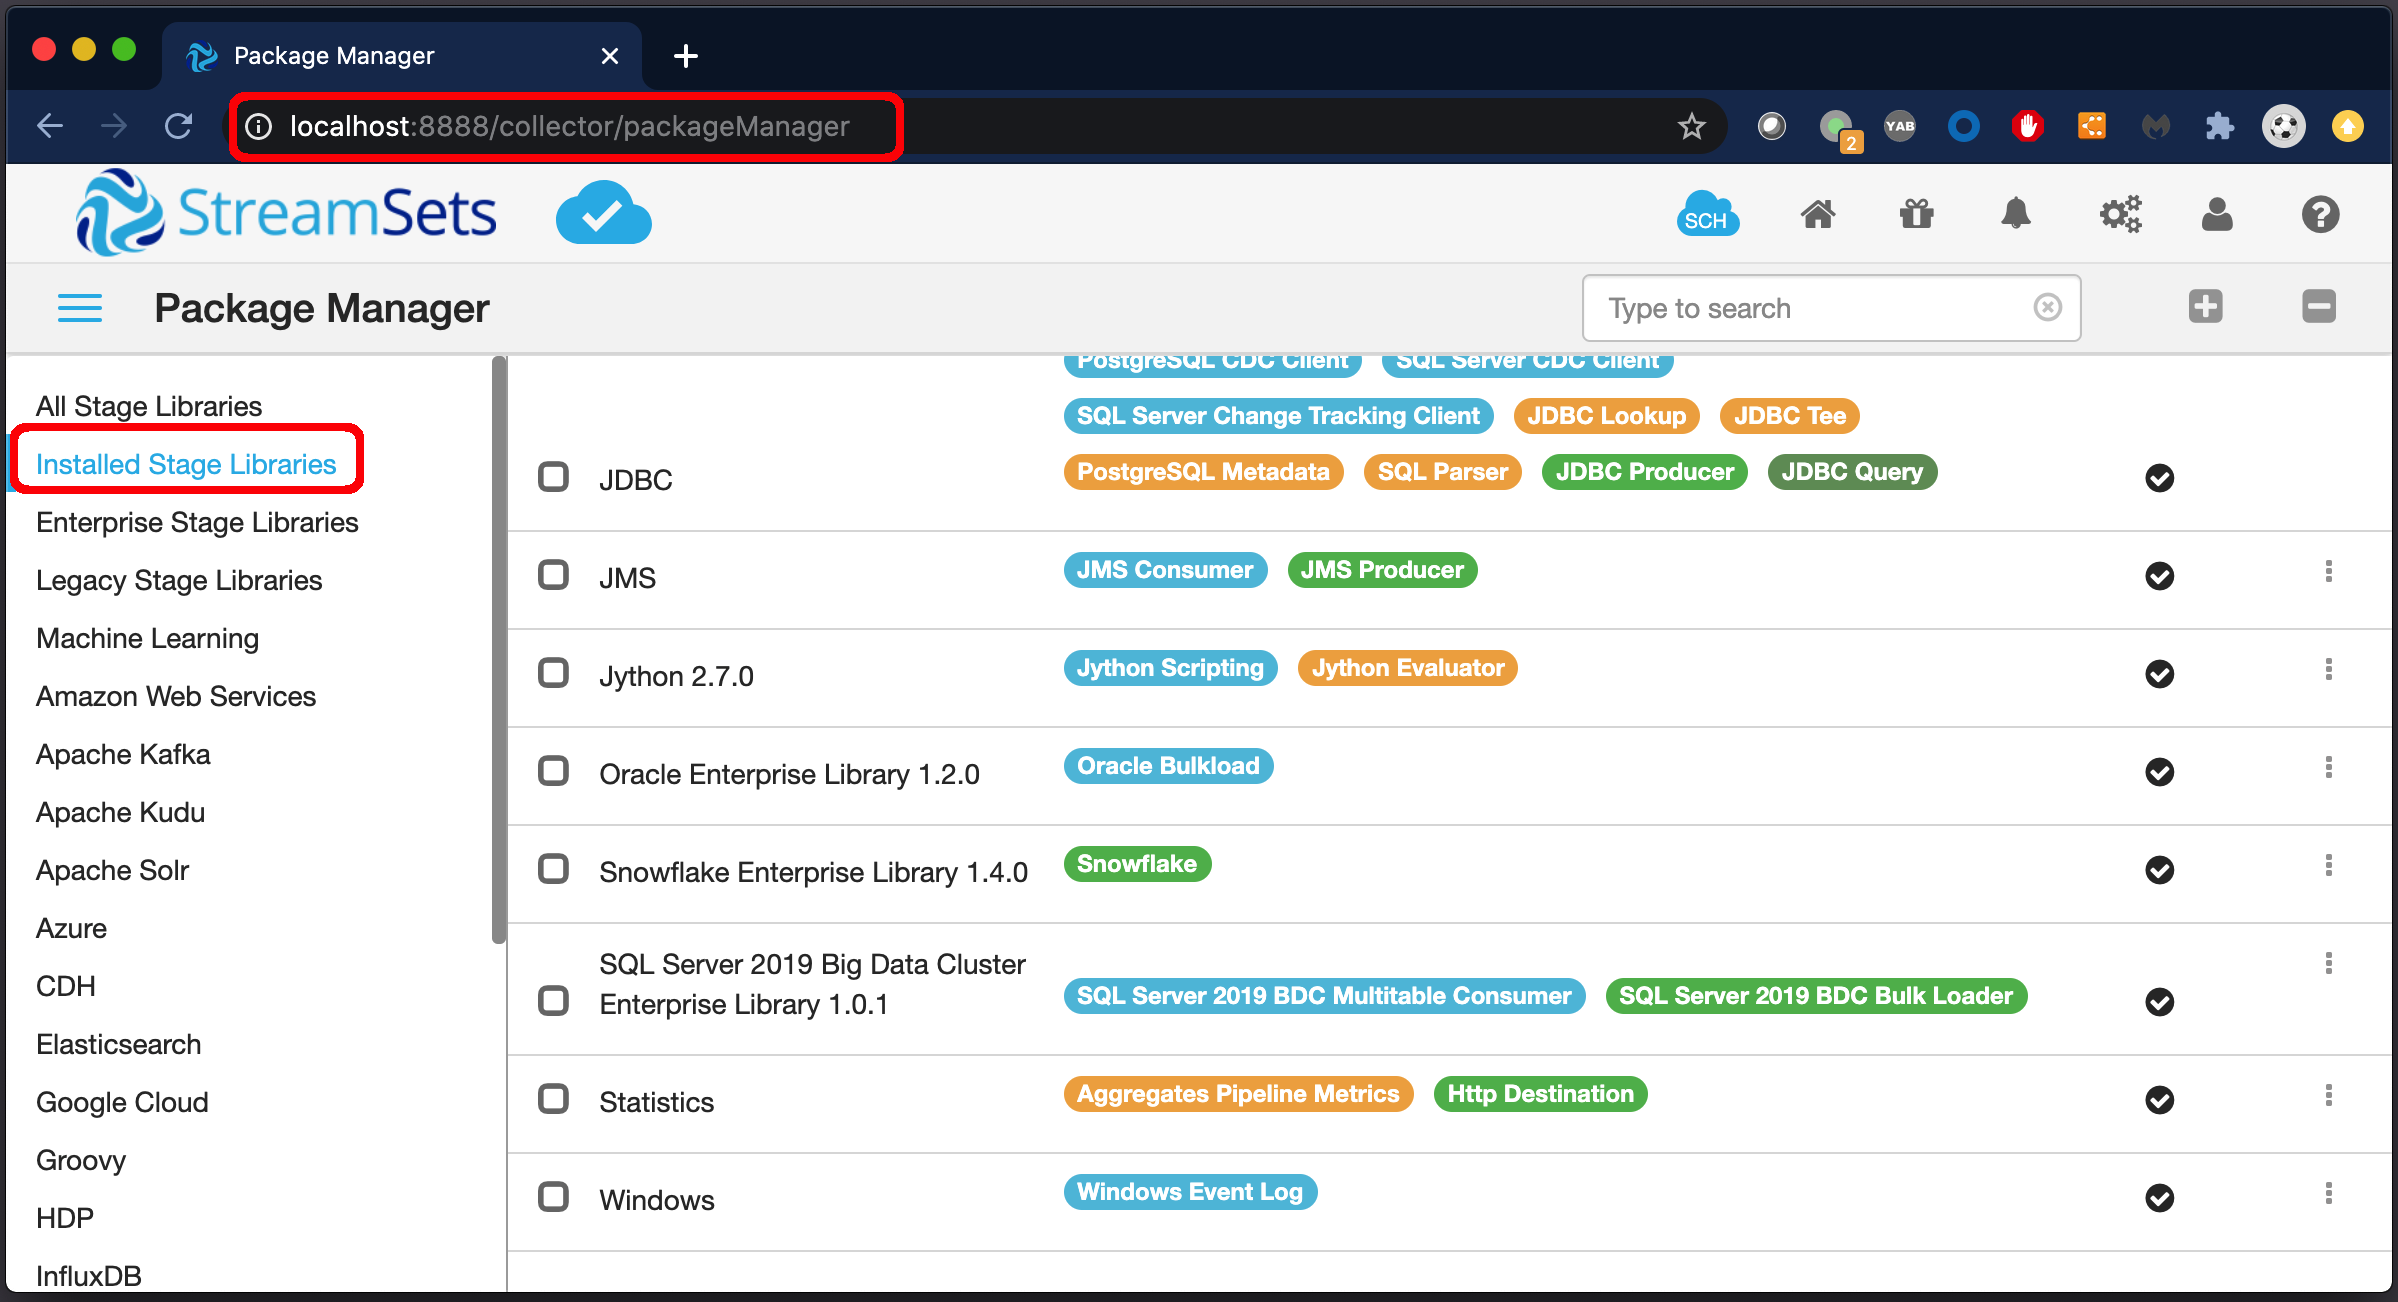 Package Manager
localhost:8888/collector/packageManager
2
YAB
StreamSets
SCH
Package Manager
Type to search
All Stage Libraries
Installed Stage Libraries
Enterprise Stage Libraries
Legacy Stage Libraries
Machine Learning
Amazon Web Services
Apache Kafka
Apache Kudu
Apache Solr
Azure
CDH
Elasticsearch
Google Cloud
Groovy
HDP
InfluxDB
PostgreSQL CDC Client SQL Server CDC Client
SQL Server Change Tracking Client JDBC Lookup JDBC Tee
JDBC PostgreSQL Metadata SQL Parser JDBC Producer JDBC Query
JMS JMS Consumer JMS Producer
Jython 2.7.0 Jython Scripting Jython Evaluator
Oracle Enterprise Library 1.2.0 Oracle Bulkload
Snowflake Enterprise Library 1.4.0 Snowflake
SQL Server 2019 Big Data Cluster
Enterprise Library 1.0.1 SQL Server 2019 BDC Multitable Consumer SQL Server 2019 BDC Bulk Loader
Statistics Aggregates Pipeline Metrics Http Destination
Windows Windows Event Log